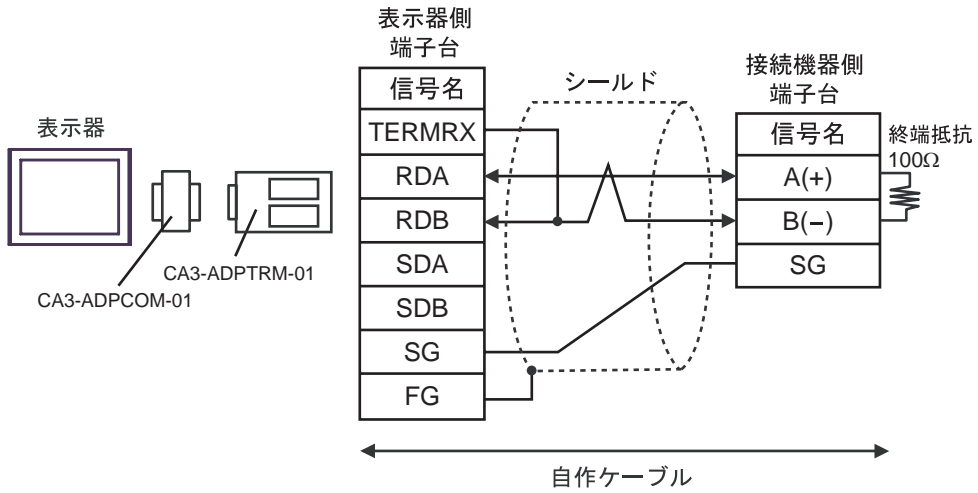 表示器
CA3-ADPCOM-01
CA3-ADPTRM-01
表示器側
端子台
信号名
TERMRX
RDA
RDB
SDA
SDB
SG
FG
シールド
接続機器側
端子台
信号名
A(+)
B(−)
SG
終端抵抗
100Ω
自作ケーブル